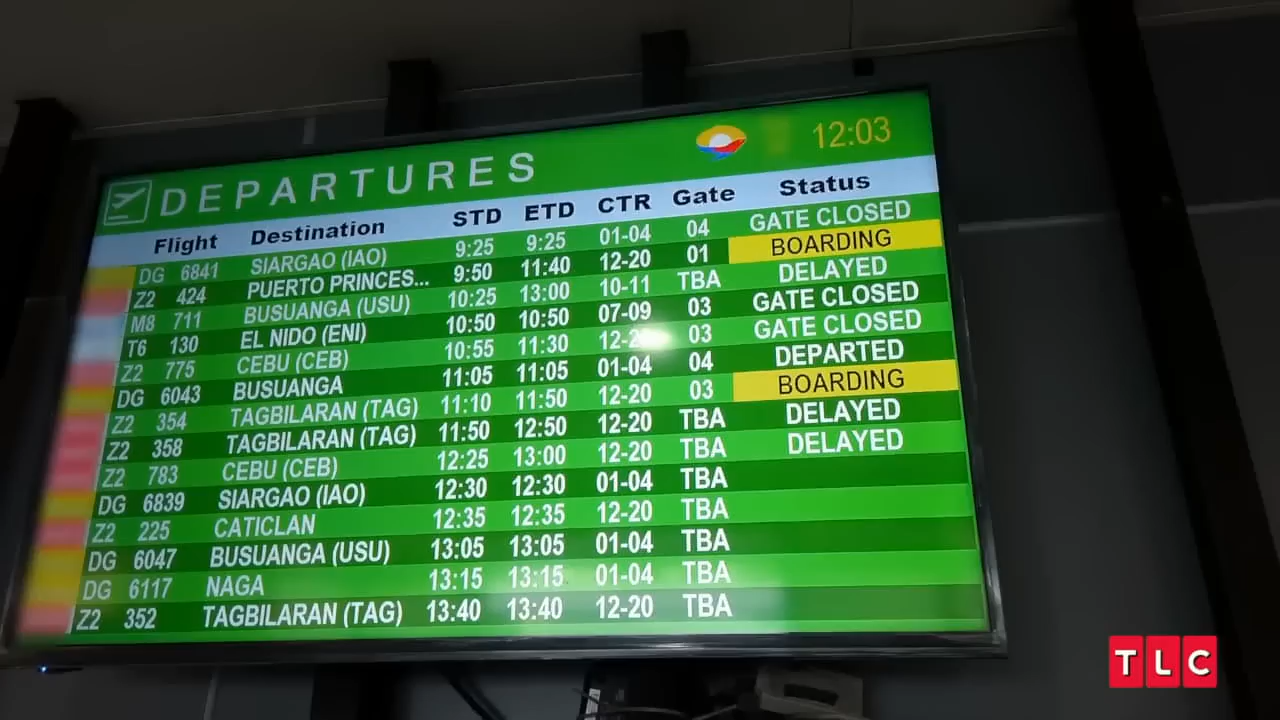 DEPARTURES 12:03
Flight Destination STD ETD CTR Gate Status
DG 6841 SIARGAO (IAO) 9:25 9:25 01-04 04 GATE CLOSED
Z2 424 PUERTO PRINCES... 9:50 11:40 12-20 01 BOARDING
M8 711 BUSUANGA (USU) 10:25 13:00 10-11 TBA DELAYED
T6 130 EL NIDO (ENI) 10:50 10:50 07-09 03 GATE CLOSED
Z2 775 CEBU (CEB) 10:55 11:30 03 GATE CLOSED
DG 6043 BUSUANGA 11:05 11:05 01-04 04 DEPARTED
Z2 354 TAGBILARAN (TAG) 11:10 11:50 12-20 03 BOARDING
Z2 358 TAGBILARAN (TAG) 11:50 12:50 12-20 TBA DELAYED
Z2 783 CEBU (CEB) 12:25 13:00 12-20 TBA DELAYED
DG 6839 SIARGAO (IAO) 12:30 12:30 01-04 TBA
Z2 225 CATICLAN 12:35 12:35 12-20 TBA
DG 6047 BUSUANGA (USU) 13:05 13:05 01-04 TBA
DG 6117 NAGA 13:15 13:15 01-04 TBA
Z2 352 TAGBILARAN (TAG) 13:40 13:40 12-20 TBA
TLC